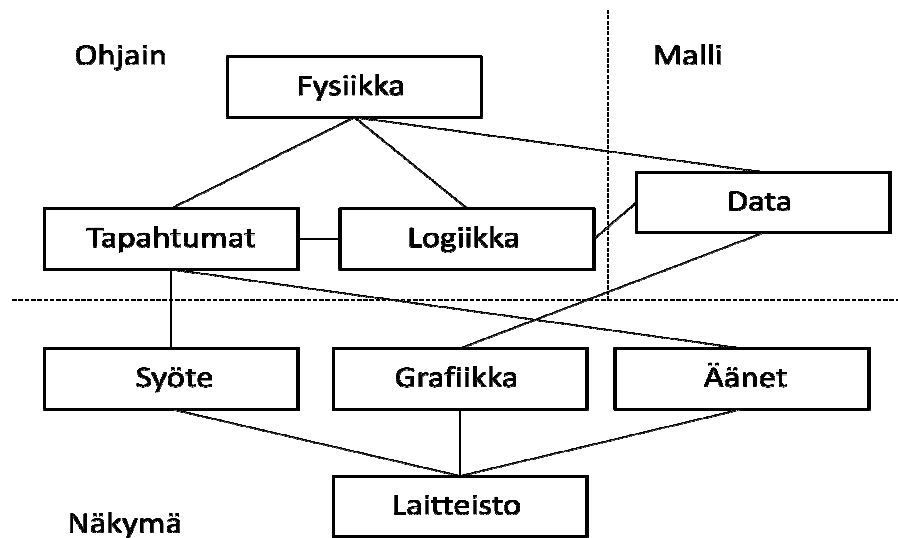 Ohjain
Malli
Fysiikka
Data
Tapahtumat
Logiikka
Syöte
Grafiikka
Äänet
Laitteisto
Näkymä